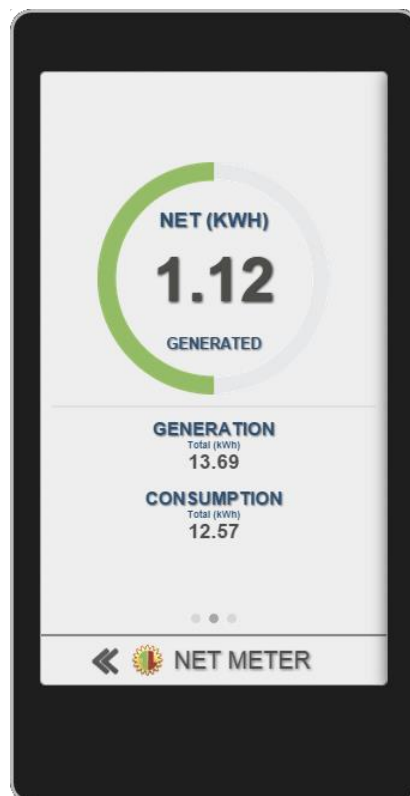 NET (KWH)
1.12
GENERATED
GENERATION
Total (kWh)
13.69
CONSUMPTION
Total (kWh)
12.57
NET METER